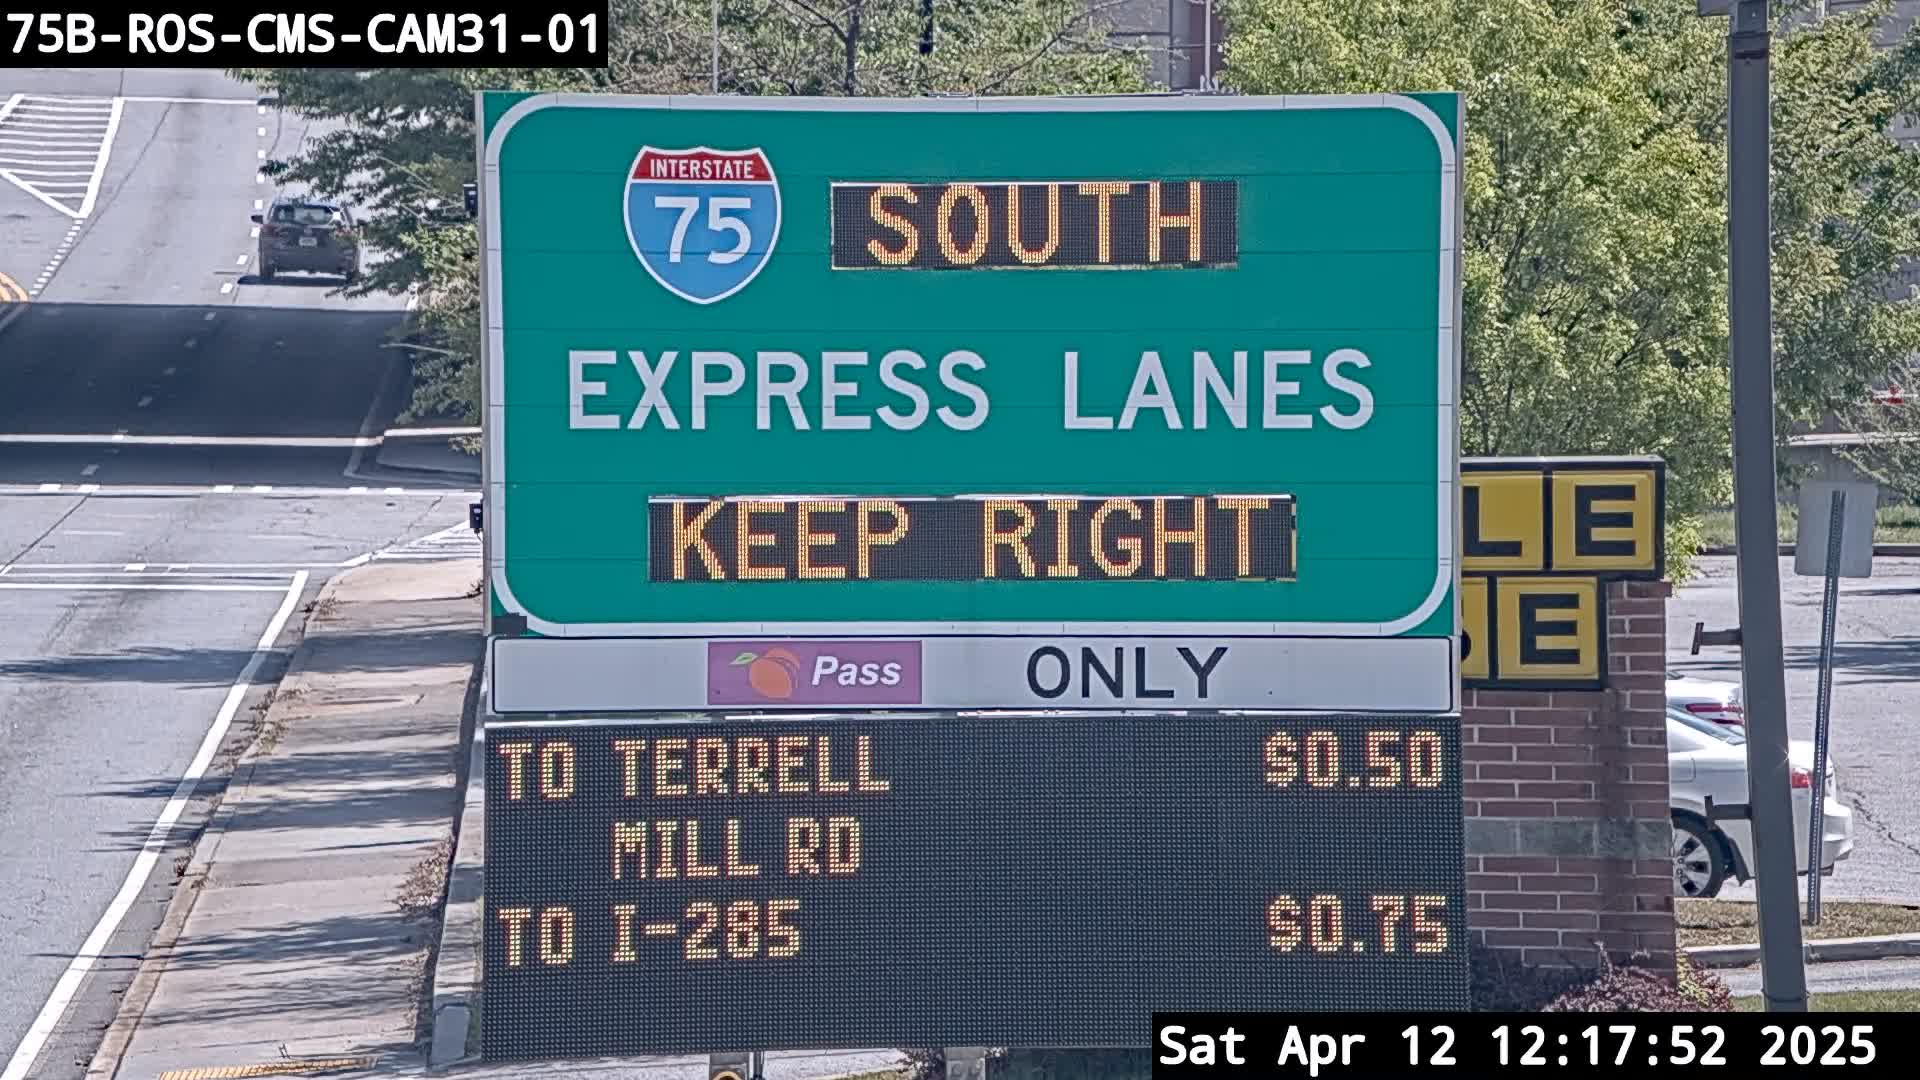 75B-ROS-CMS-CAM31-01
INTERSTATE
75
SOUTH
EXPRESS LANES
KEEP RIGHT
Pass ONLY
TO TERRELL $0.50
MILL RD
TO I-285 $0.75
LE
E
Sat Apr 12 12:17:52 2025